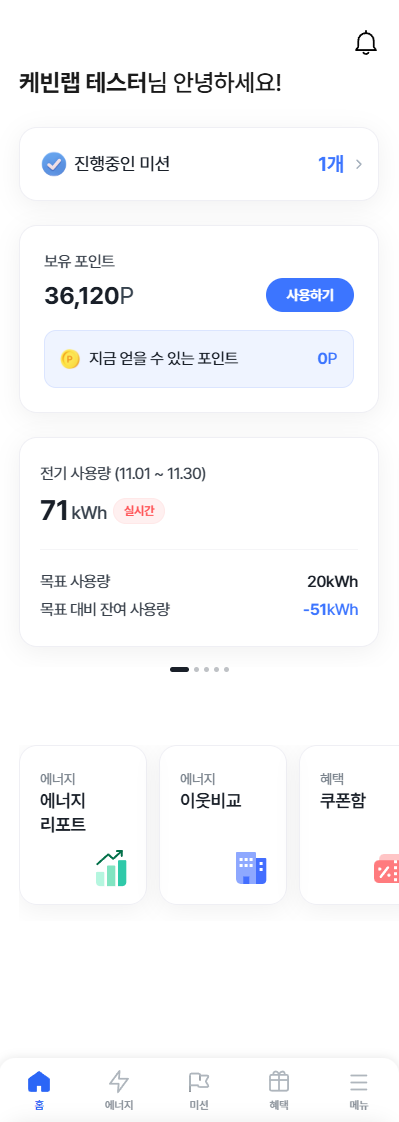 케빈랩 테스터님 안녕하세요!
진행중인 미션 1개
보유 포인트
36,120P
사용하기
P 지금 얻을 수 있는 포인트 0P
전기 사용량 (11.01 ~ 11.30)
71 kWh 실시간
목표 사용량 20kWh
목표 대비 잔여 사용량 -51kWh
에너지
에너지
리포트
에너지
이웃비교
혜택
쿠폰함
홈 에너지 미션 혜택 메뉴